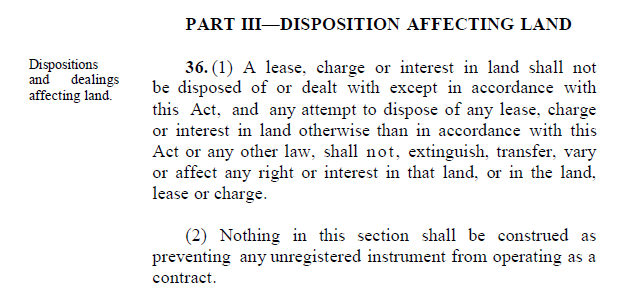 PART III—DISPOSITION AFFECTING LAND
Dispositions
and dealings
affecting land.
36. (1) A lease, charge or interest in land shall not
be disposed of or dealt with except in accordance with
this Act, and any attempt to dispose of any lease, charge
or interest in land otherwise than in accordance with this
Act or any other law, shall not, extinguish, transfer, vary
or affect any right or interest in that land, or in the land,
lease or charge.
(2) Nothing in this section shall be construed as
preventing any unregistered instrument from operating as a
contract.